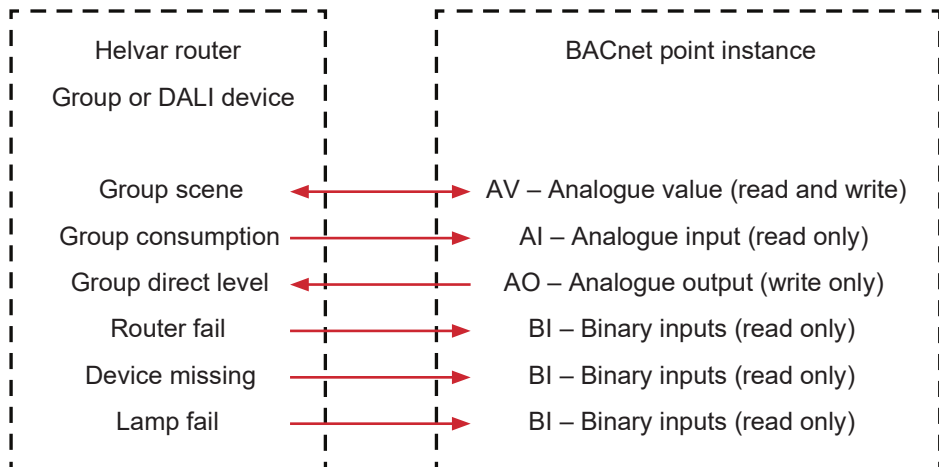 Helvar router
Group or DALI device
BACnet point instance
Group scene
AV – Analogue value (read and write)
Group consumption
AI – Analogue input (read only)
Group direct level
AO – Analogue output (write only)
Router fail
BI – Binary inputs (read only)
Device missing
BI – Binary inputs (read only)
Lamp fail
BI – Binary inputs (read only)